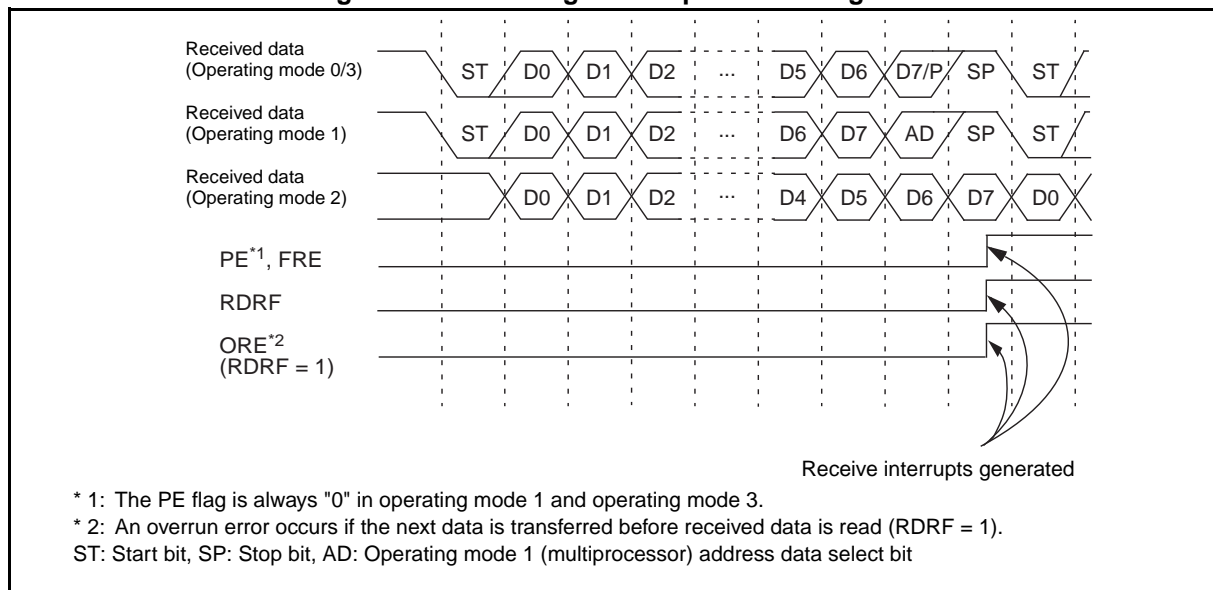 Received data
(Operating mode 0/3)
ST D0 D1 D2 ... D5 D6 D7/P SP ST
Received data
(Operating mode 1)
ST D0 D1 D2 ... D6 D7 AD SP ST
Received data
(Operating mode 2)
D0 D1 D2 ... D4 D5 D6 D7 D0
PE*1, FRE
RDRF
ORE*2
(RDRF = 1)
Receive interrupts generated
* 1: The PE flag is always "0" in operating mode 1 and operating mode 3.
* 2: An overrun error occurs if the next data is transferred before received data is read (RDRF = 1).
ST: Start bit, SP: Stop bit, AD: Operating mode 1 (multiprocessor) address data select bit